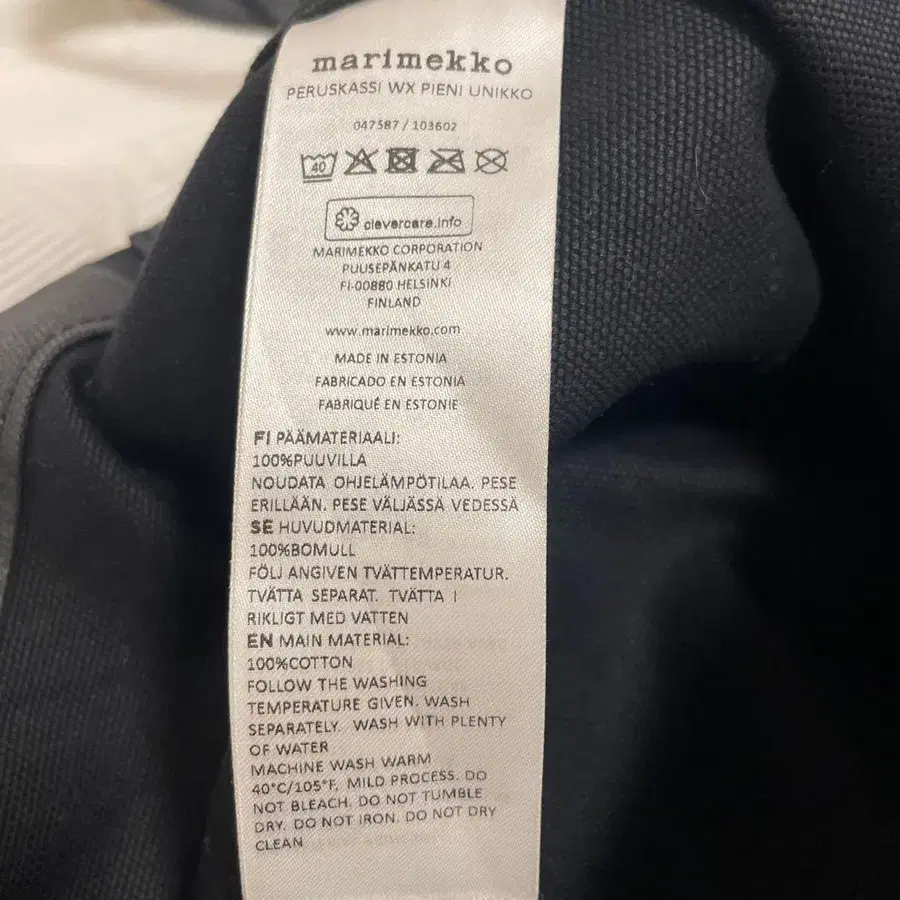 marimekko
PERUSKASSI WX PIENI UNIKKO
047587 / 103602
40
clevercare.info
MARIMEKKO CORPORATION
PUUSEPÄNKATU 4
FI-00880 HELSINKI
FINLAND
www.marimekko.com
MADE IN ESTONIA
FABRICADO EN ESTONIA
FABRIQUÉ EN ESTONIE
FI PÄÄMATERIAALI:
100%PUUVILLA
NOUDATA OHJELÄMPÖTILAA. PESE
ERILLÄÄN. PESE VÄLJÄSSÄ VEDESSÄ
SE HUVUDMATERIAL:
100%BOMULL
FÖLJ ANGIVEN TVÄTTEMPERATUR.
TVÄTTA SEPARAT. TVÄTTA I
RIKLIGT MED VATTEN
EN MAIN MATERIAL:
100%COTTON
FOLLOW THE WASHING
TEMPERATURE GIVEN. WASH
SEPARATELY. WASH WITH PLENTY
OF WATER
MACHINE WASH WARM
40°C/105°F, MILD PROCESS. DO
NOT BLEACH. DO NOT TUMBLE
DRY. DO NOT IRON. DO NOT DRY
CLEAN